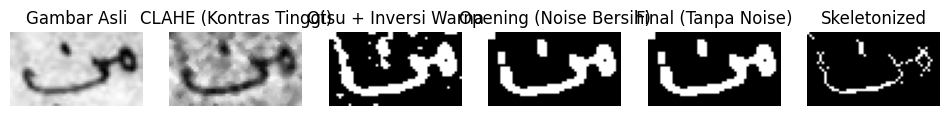 Gambar Asli CLAHE (Kontras Tinggi) Otsu + Inversi Warna Opening (Noise Bersih) Final (Tanpa Noise) Skeletonized